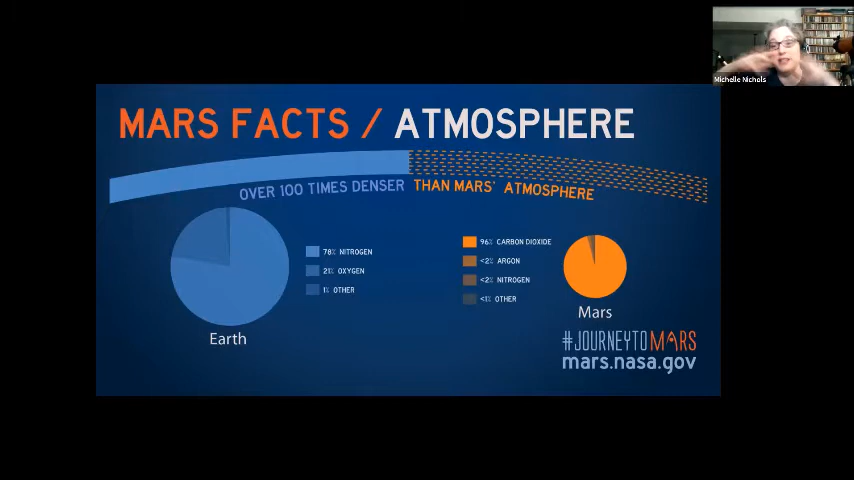 Michelle Nichols
MARS FACTS / ATMOSPHERE
OVER 100 TIMES DENSER THAN MARS' ATMOSPHERE
78% NITROGEN
21% OXYGEN
1% OTHER
Earth
96% CARBON DIOXIDE
<2% ARGON
<2% NITROGEN
<1% OTHER
Mars
#JOURNEYTOMARS
mars.nasa.gov